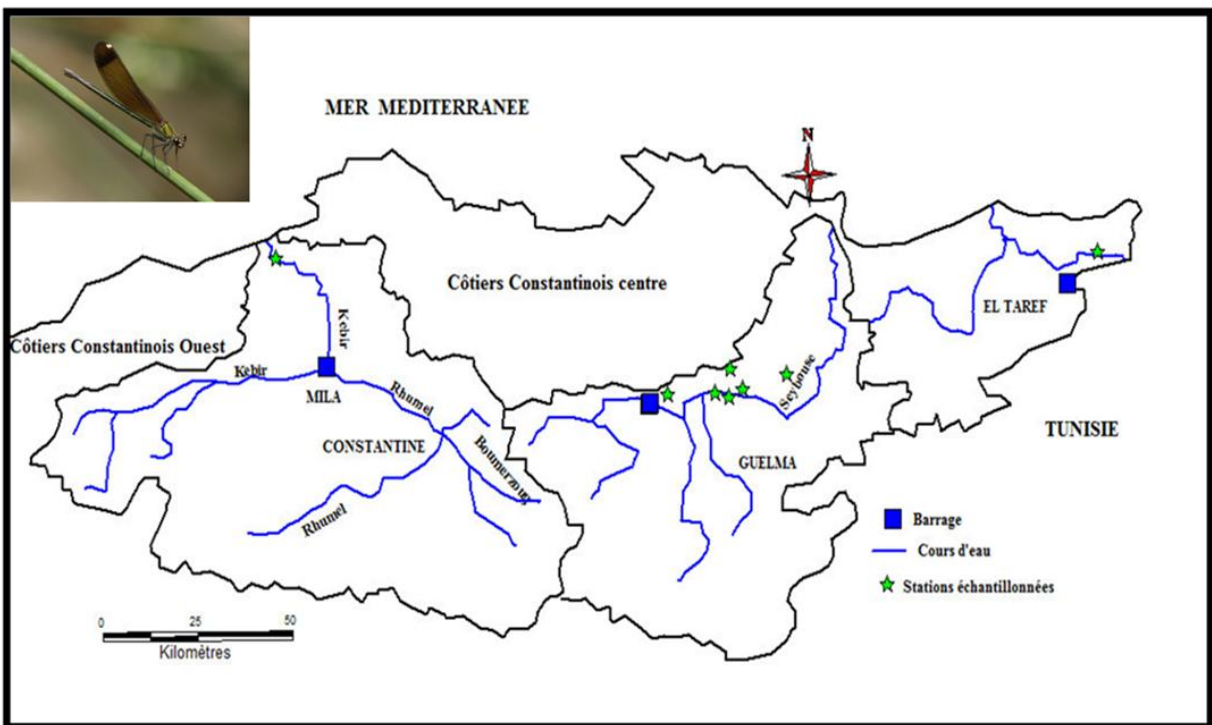 MER MEDITERRANEE
N
Côtiers Constantinois centre
EL TAREF
Côtiers Constantinois Ouest
Kebir
Kebir
MILA
Rhumel
Seybouse
CONSTANTINE
Boumerzoug
GUELMA
TUNISIE
Rhumel
Barrage
Cours d'eau
Stations échantillonnées
0 25 50
Kilomètres